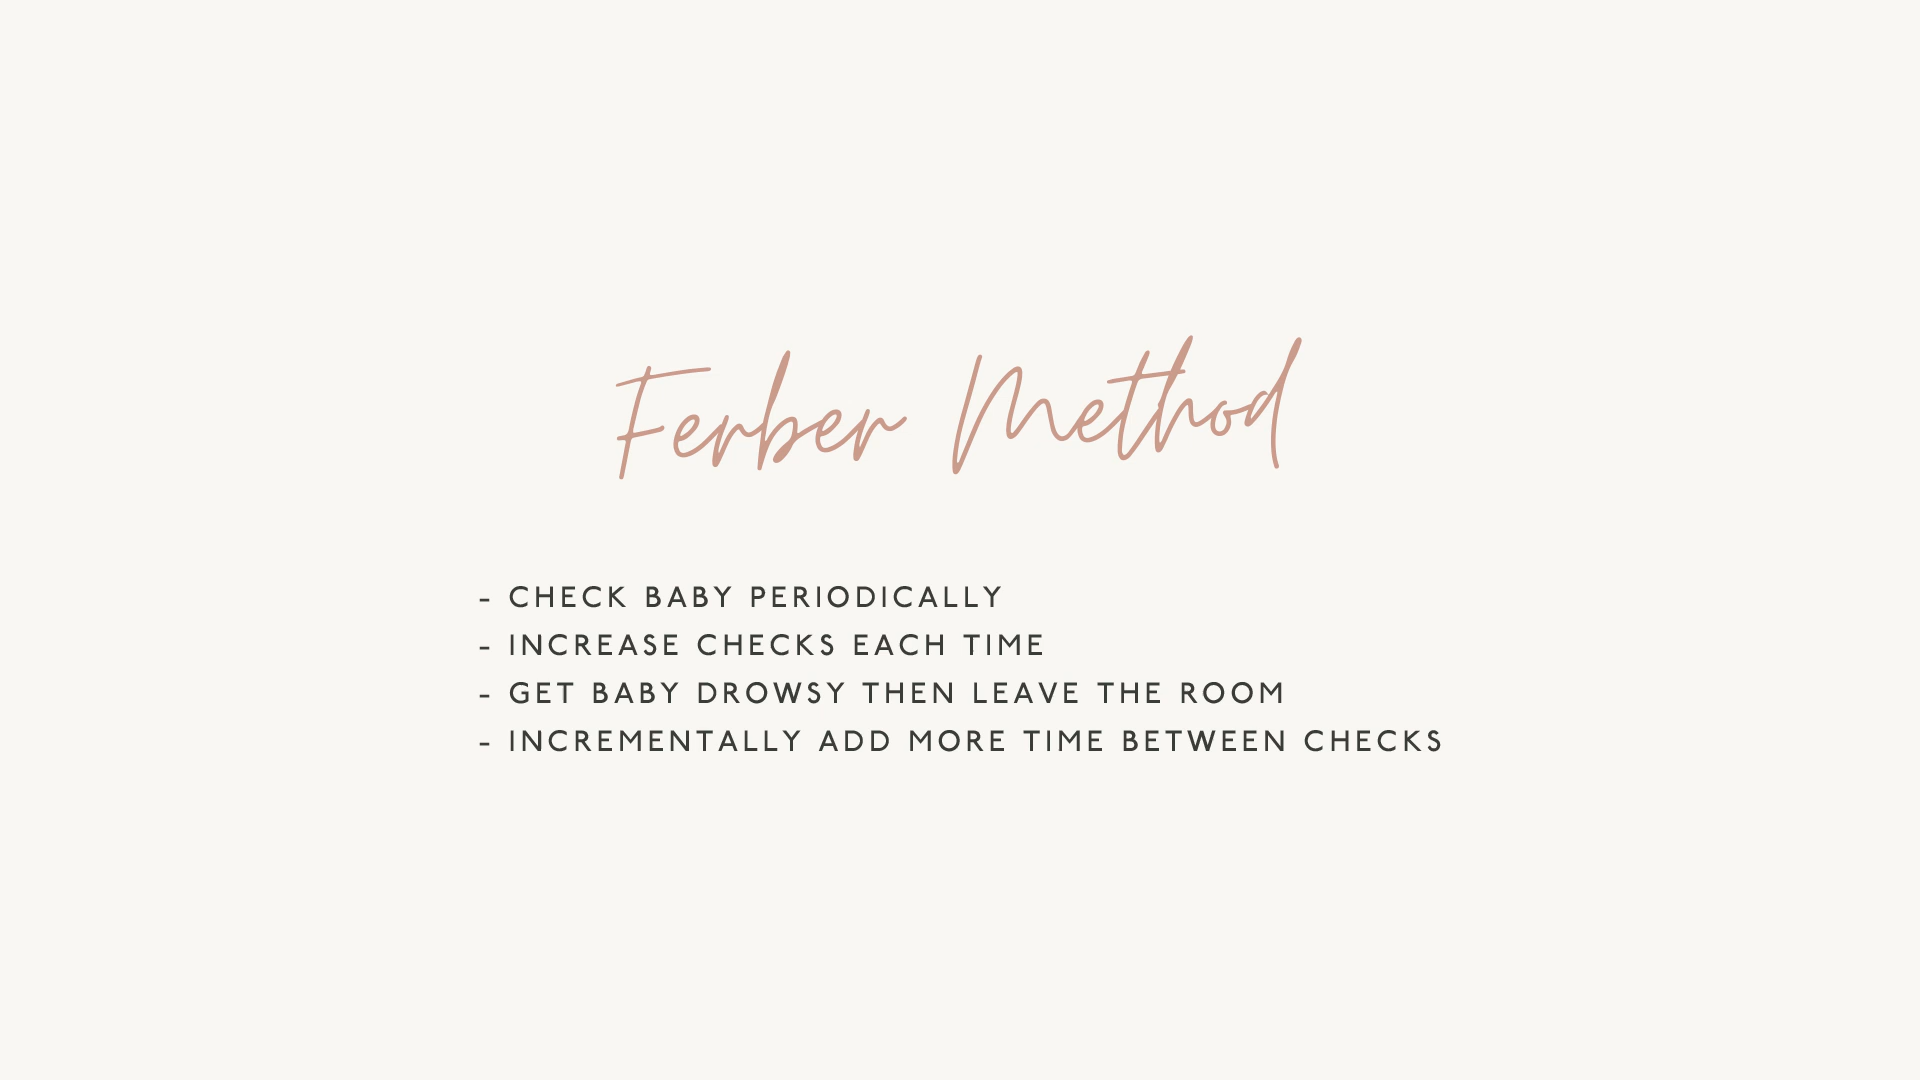 Ferber Method
- CHECK BABY PERIODICALLY
- INCREASE CHECKS EACH TIME
- GET BABY DROWSY THEN LEAVE THE ROOM
- INCREMENTALLY ADD MORE TIME BETWEEN CHECKS